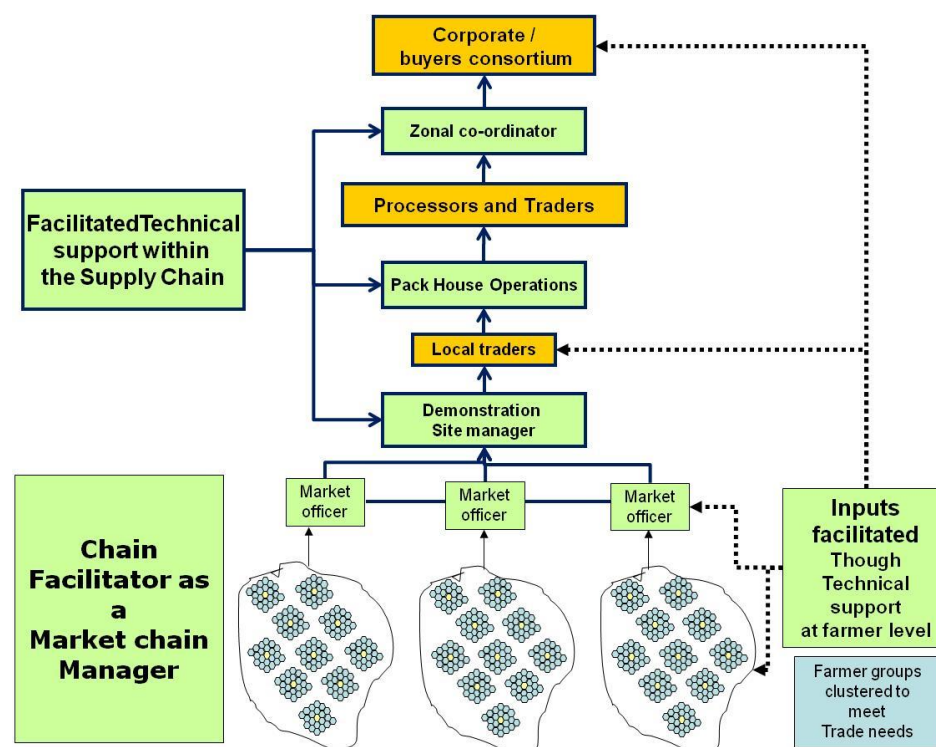 Corporate /
buyers consortium
Zonal co-ordinator
Processors and Traders
FacilitatedTechnical
support within
the Supply Chain
Pack House Operations
Local traders
Demonstration
Site manager
Market
officer
Market
officer
Market
officer
Chain
Facilitator as
a
Market chain
Manager
Inputs
facilitated
Though
Technical
support
at farmer level
Farmer groups
clustered to
meet
Trade needs